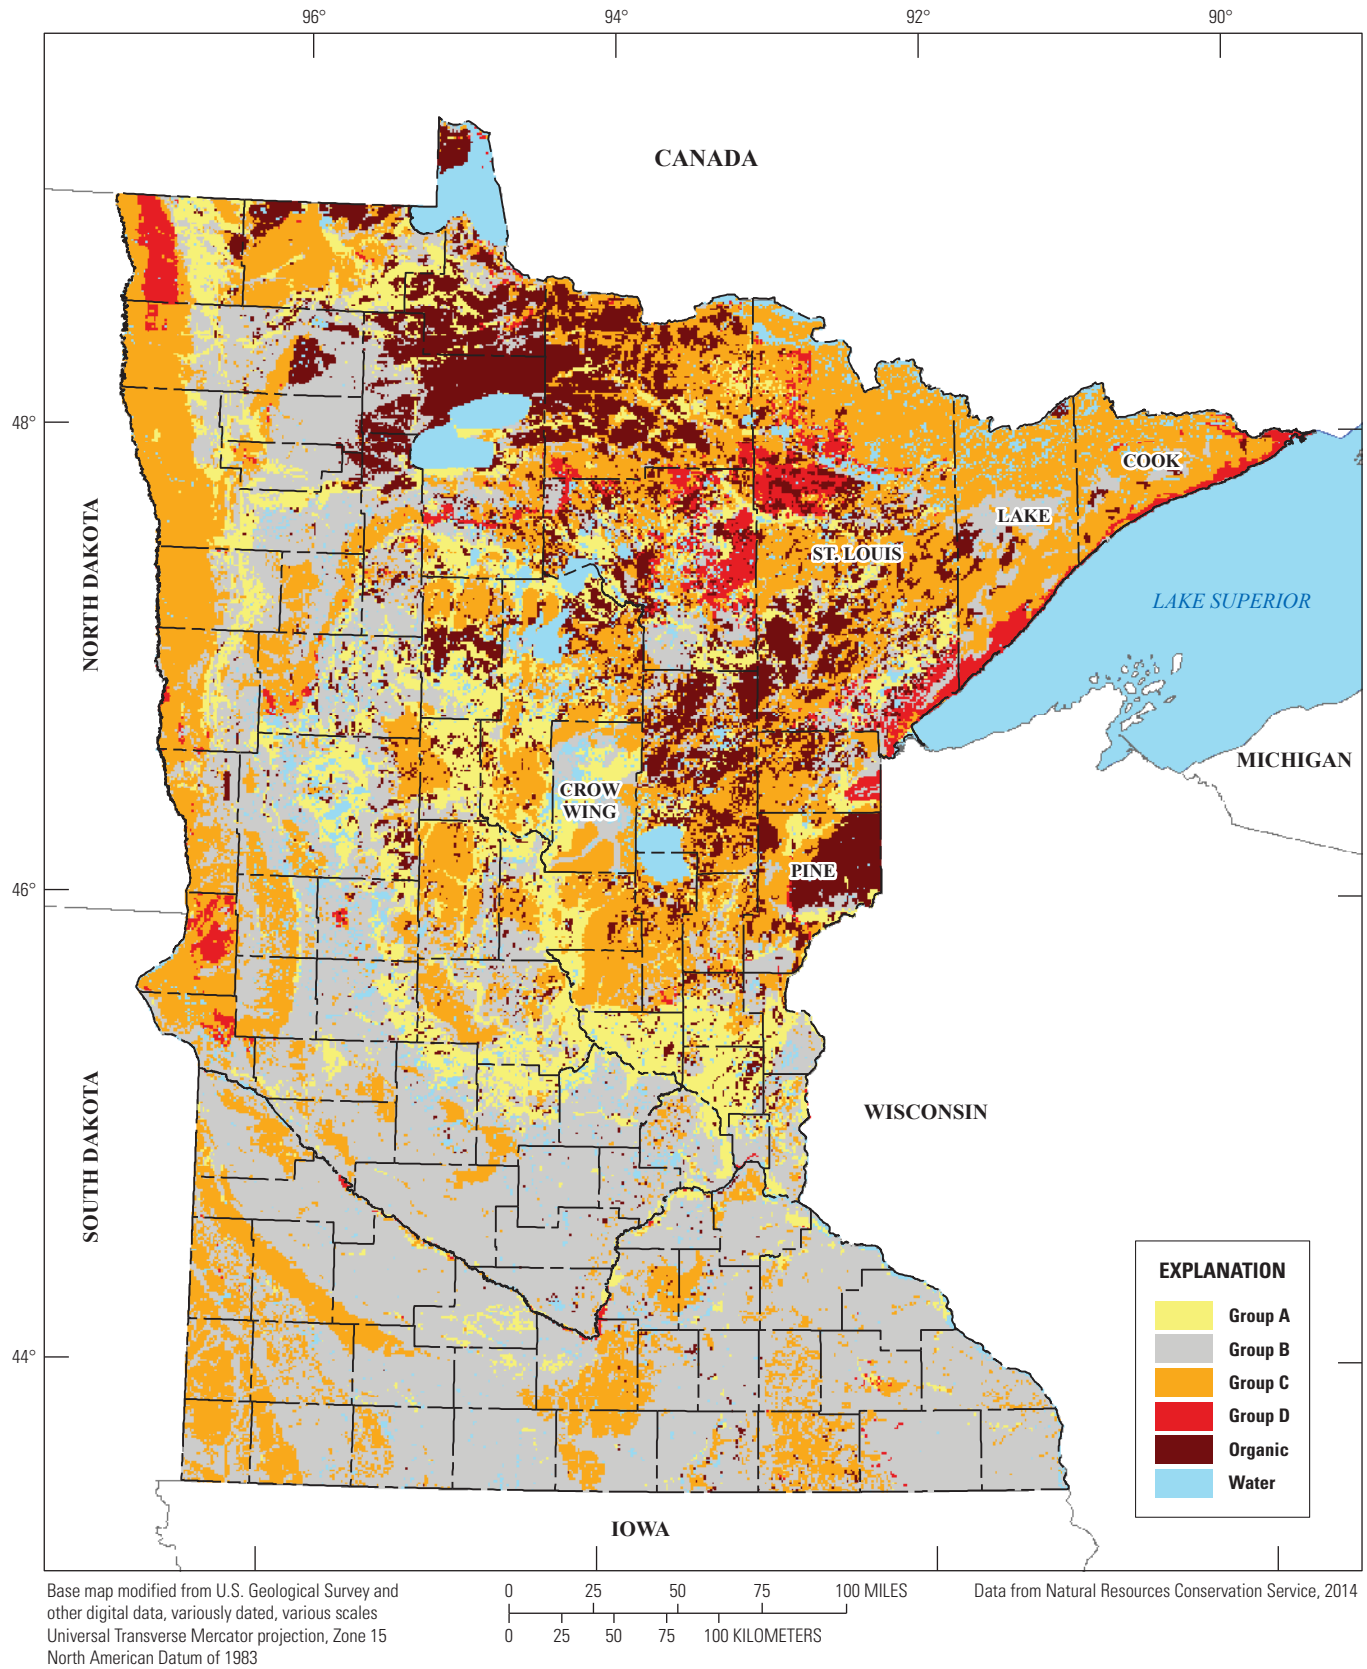 96° 94° 92° 90°
CANADA
48°
COOK
LAKE
ST. LOUIS
NORTH DAKOTA
LAKE SUPERIOR
MICHIGAN
CROW
WING
PINE
46°
SOUTH DAKOTA
WISCONSIN
EXPLANATION
Group A
Group B
Group C
Group D
Organic
Water
44°
IOWA
Base map modified from U.S. Geological Survey and
other digital data, variously dated, various scales
Universal Transverse Mercator projection, Zone 15
North American Datum of 1983
0 25 50 75 100 MILES
0 25 50 75 100 KILOMETERS
Data from Natural Resources Conservation Service, 2014